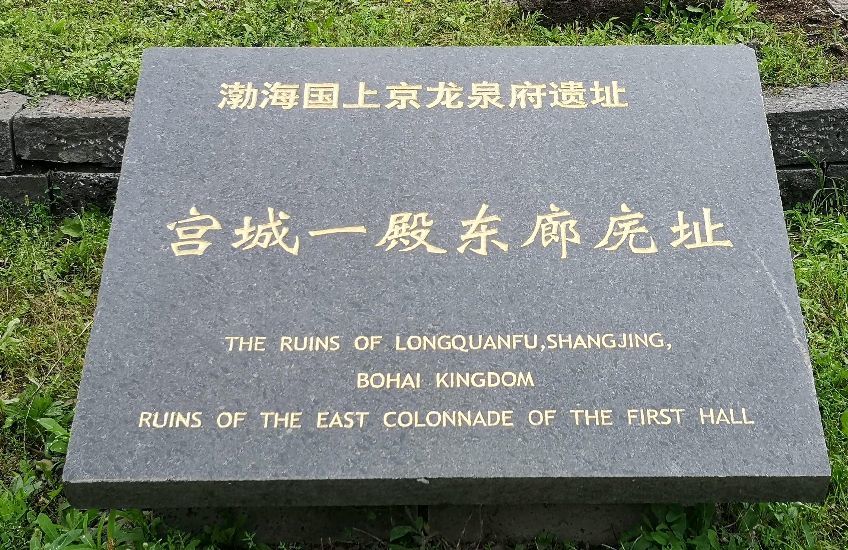 渤海国上京龙泉府遗址
宫城一殿东廊庑址
THE RUINS OF LONGQUANFU,SHANGJING,
BOHAI KINGDOM
RUINS OF THE EAST COLONNADE OF THE FIRST HALL